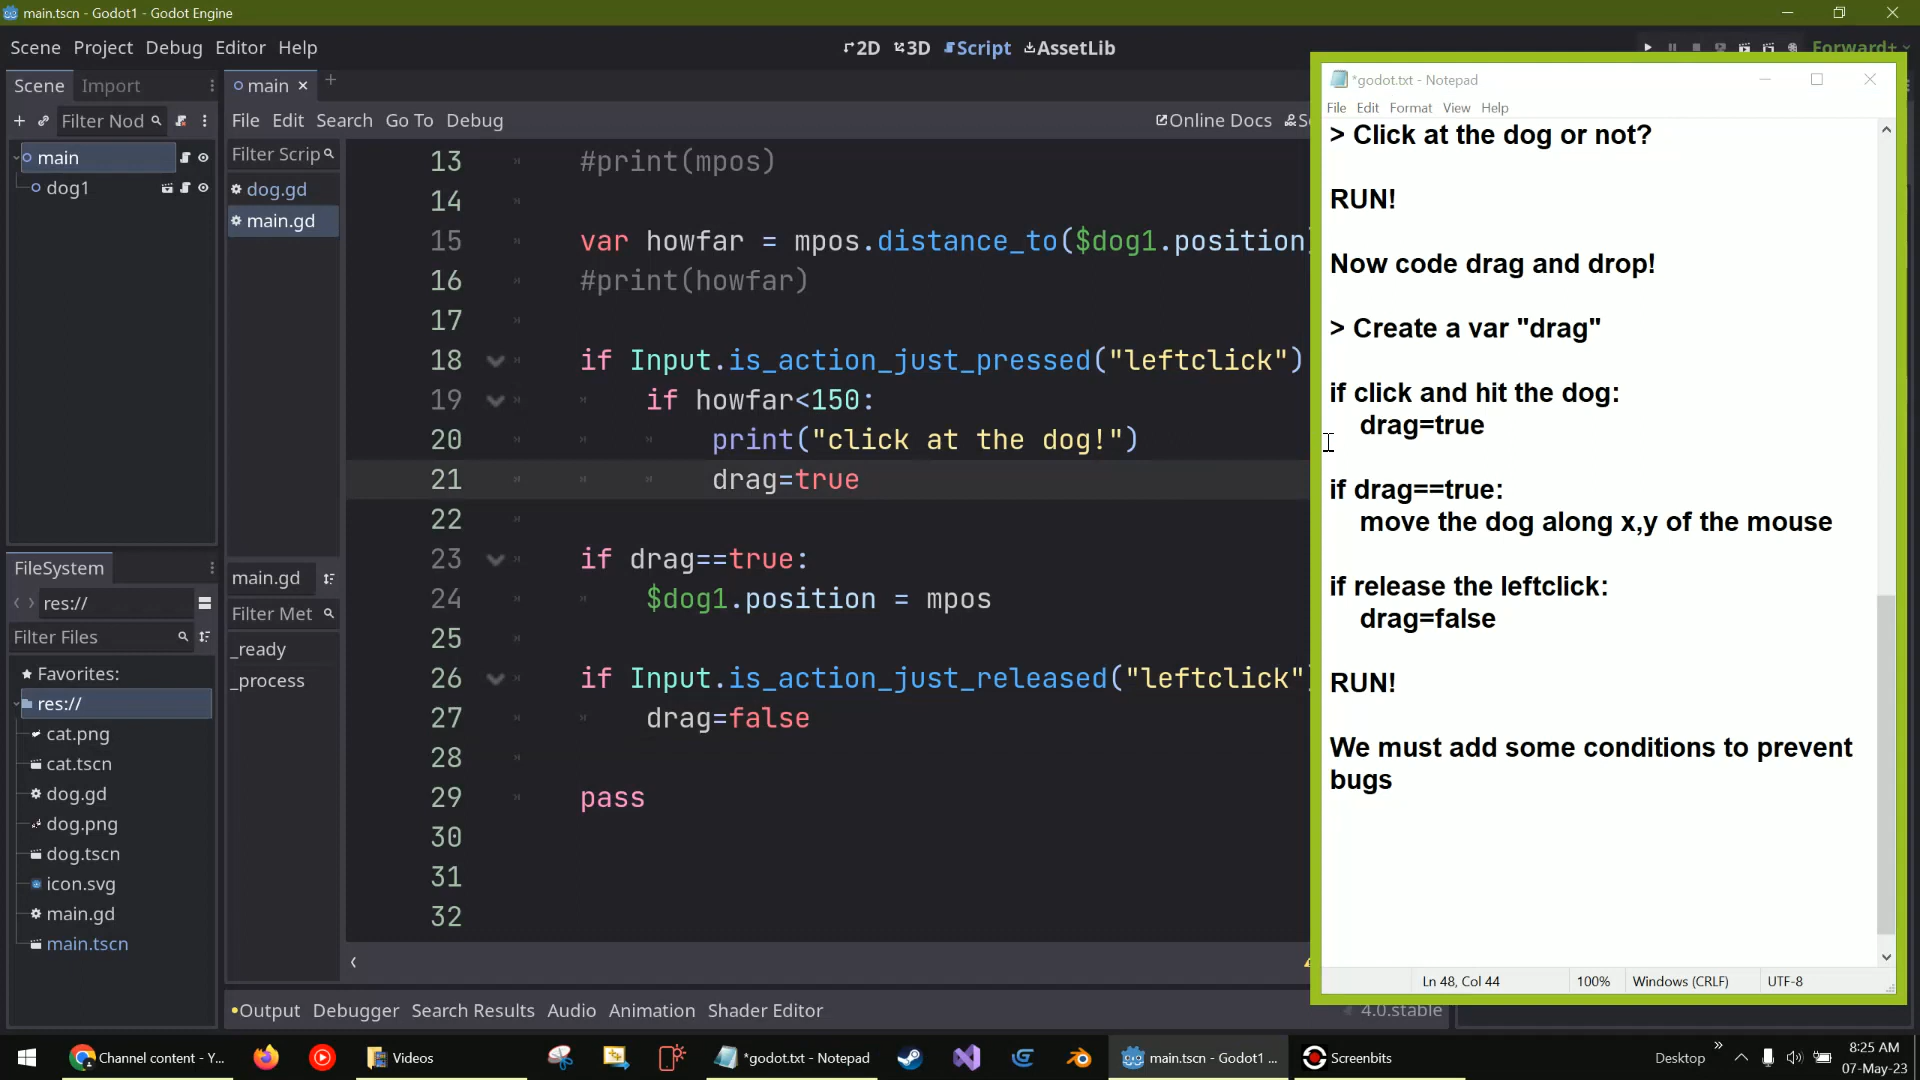 main.tscn - Godot1 - Godot Engine
Scene Project Debug Editor Help
2D 3D Script AssetLib
Forward+
Scene Import
main
File Edit Search Go To Debug
Online Docs
Filter Nod
main
dog1
Filter Scrip
dog.gd
main.gd
main.gd
Filter Met
_ready
_process
FileSystem
res://
Filter Files
Favorites:
res://
cat.png
cat.tscn
dog.gd
dog.png
dog.tscn
icon.svg
main.gd
main.tscn
13 #print(mpos)
14
15 var howfar = mpos.distance_to($dog1.position)
16 #print(howfar)
17
18 if Input.is_action_just_pressed("leftclick")
19 if howfar<150:
20 print("click at the dog!")
21 drag=true
22
23 if drag==true:
24 $dog1.position = mpos
25
26 if Input.is_action_just_released("leftclick")
27 drag=false
28
29 pass
30
31
32
Output Debugger Search Results Audio Animation Shader Editor
4.0.stable
*godot.txt - Notepad
File Edit Format View Help
> Click at the dog or not?
RUN!
Now code drag and drop!
> Create a var "drag"
if click and hit the dog:
drag=true
if drag==true:
move the dog along x,y of the mouse
if release the leftclick:
drag=false
RUN!
We must add some conditions to prevent
bugs
Ln 48, Col 44 100% Windows (CRLF) UTF-8
Channel content - Y...
Videos
*godot.txt - Notepad
main.tscn - Godot1 ...
Screenbits
Desktop
8:25 AM
07-May-23